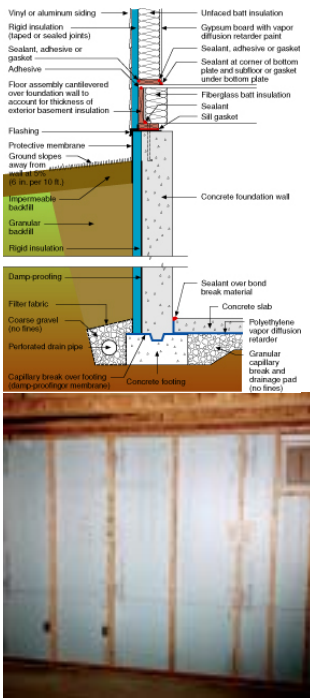 Vinyl or aluminum siding
Rigid insulation
(taped or sealed joints)
Sealant, adhesive or
gasket
Adhesive
Floor assembly cantilevered
over foundation wall to
account for thickness of
exterior basement insulation
Flashing
Protective membrane
Ground slopes
away from
wall at 5%
(6 in. per 10 ft.)
Impermeable
backfill
Granular
backfill
Rigid insulation
Damp-proofing
Filter fabric
Coarse gravel
(no fines)
Perforated drain pipe
Capillary break over footing
(damp-proofingor membrane)
Concrete footing
Unfaced batt insulation
Gypsum board with vapor
diffusion retarder paint
Sealant, adhesive or gasket
Sealant at corner of bottom
plate and subfloor or gasket
under bottom plate
Fiberglass batt insulation
Sealant
Sill gasket
Concrete foundation wall
Sealant over bond
break material
Concrete slab
Polyethylene
vapor diffusion
retarder
Granular
capillary
break and
drainage pad
(no fines)